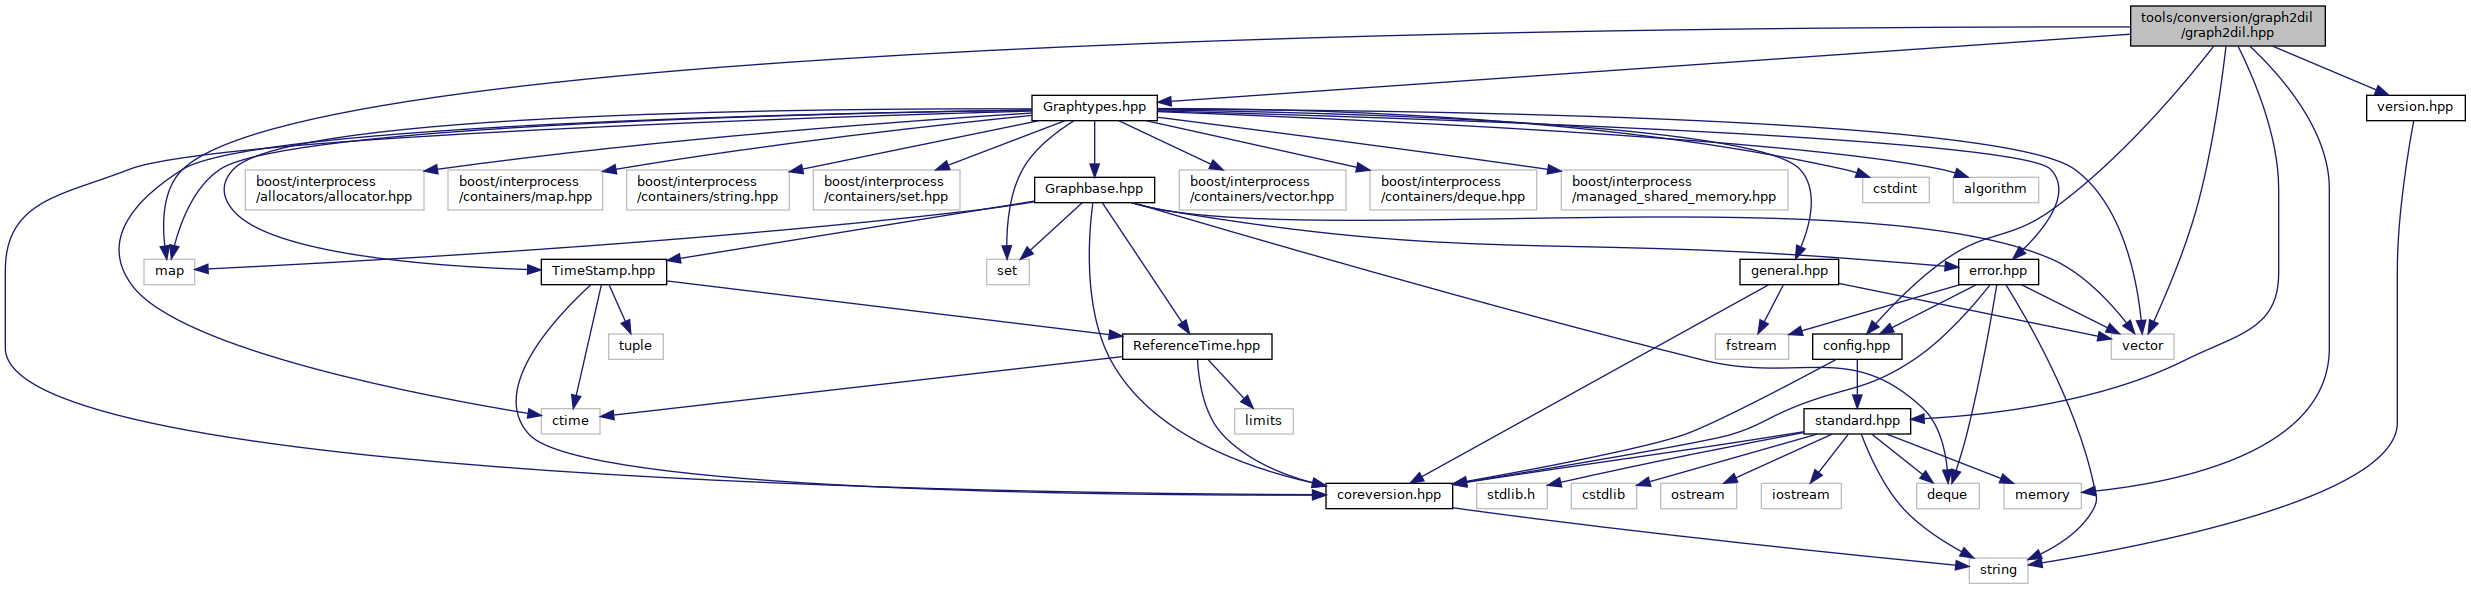 tools/conversion/graph2dil
/graph2dil.hpp
Graphtypes.hpp
version.hpp
boost/interprocess
/allocators/allocator.hpp
boost/interprocess
/containers/map.hpp
boost/interprocess
/containers/string.hpp
boost/interprocess
/containers/set.hpp
Graphbase.hpp
boost/interprocess
/containers/vector.hpp
boost/interprocess
/containers/deque.hpp
boost/interprocess
/managed_shared_memory.hpp
cstdint
algorithm
map
TimeStamp.hpp
set
general.hpp
error.hpp
tuple
ReferenceTime.hpp
fstream
config.hpp
vector
ctime
limits
standard.hpp
coreversion.hpp
stdlib.h
cstdlib
ostream
iostream
deque
memory
string